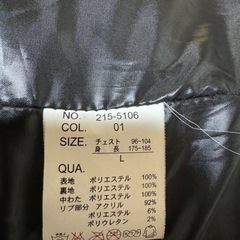 NO. 215-5106
COL. 01
SIZE. チェスト 96-104
身 長 175-185
L
QUA.
表地 ポリエステル 100%
裏地 ポリエステル 100%
中わた ポリエステル 100%
リブ部分 アクリル 92%
ポリエステル 6%
ポリウレタン 2%